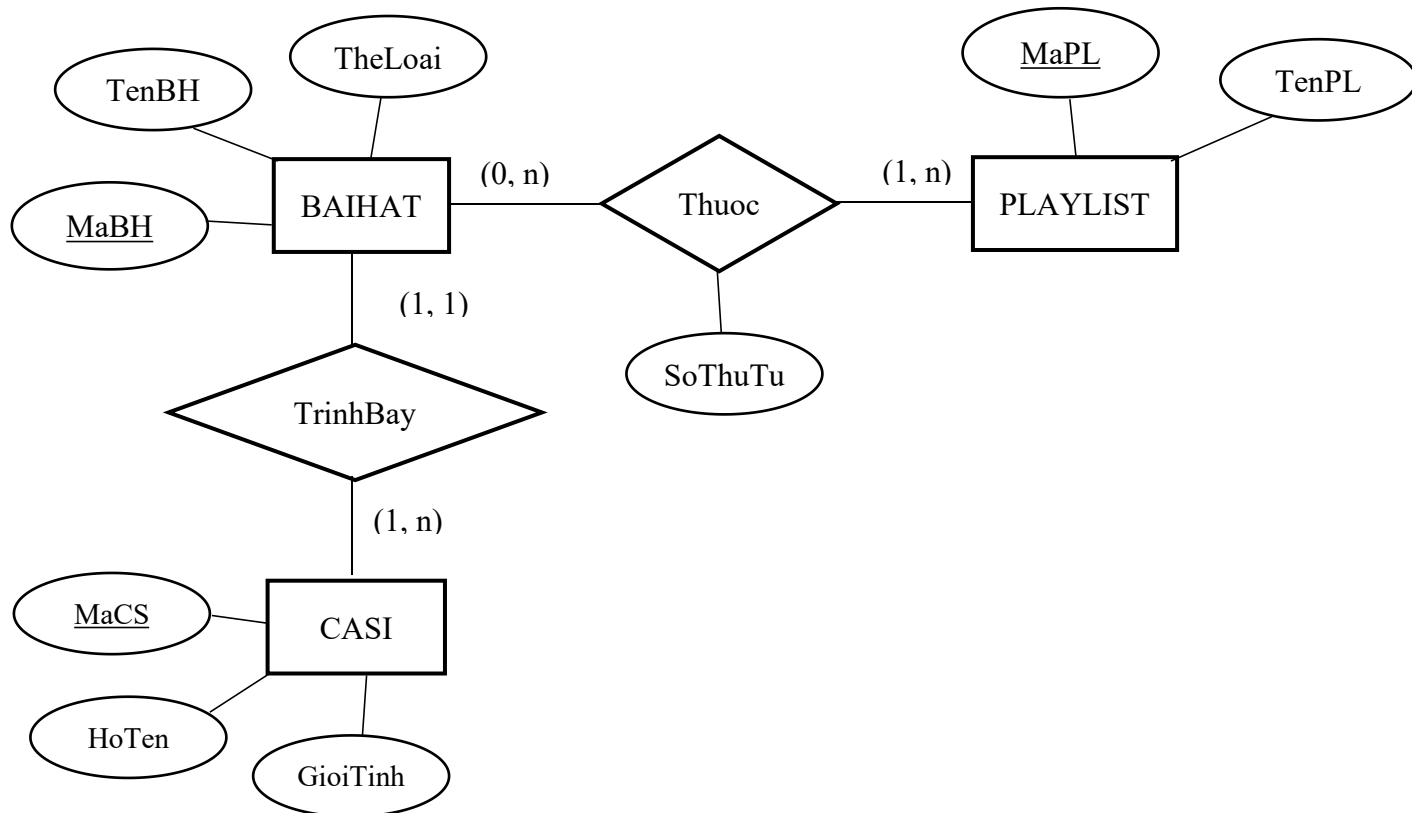 TheLoai
MaPL
TenBH
TenPL
(0, n)
(1, n)
BAIHAT
Thuoc
PLAYLIST
MaBH
(1, 1)
SoThuTu
TrinhBay
(1, n)
MaCS
CASI
HoTen
GioiTinh